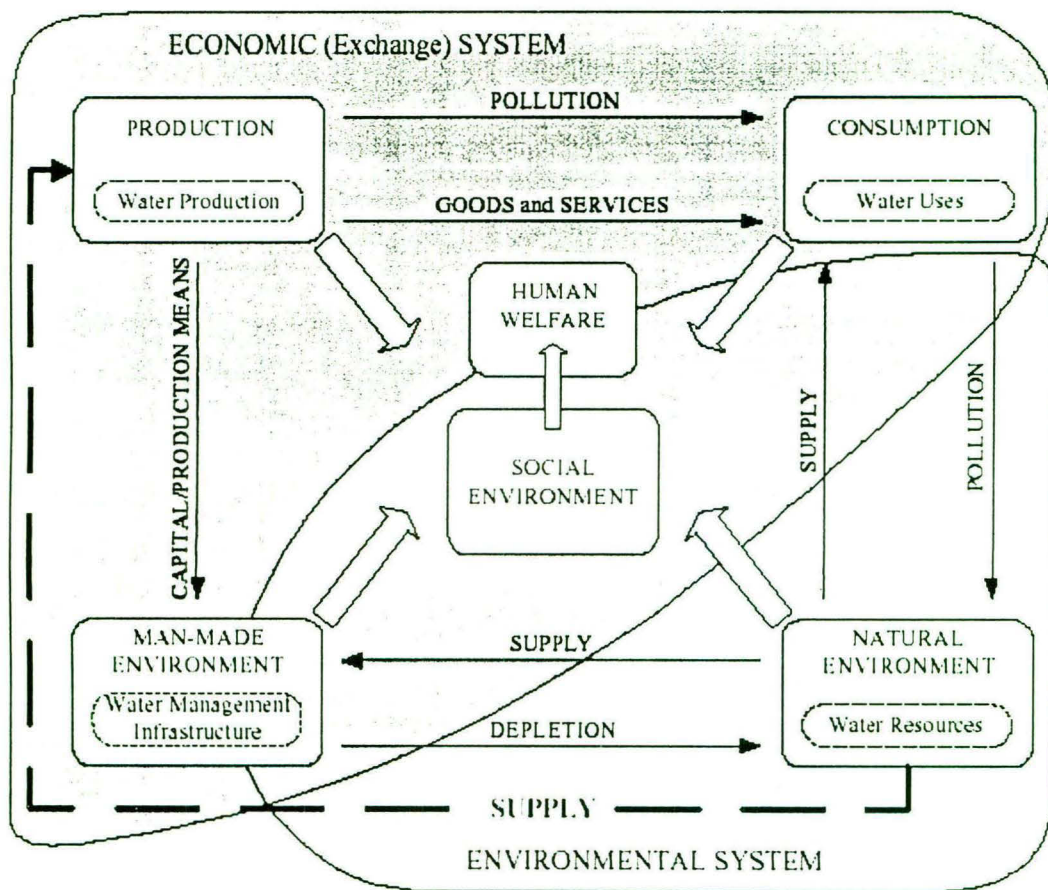 ECONOMIC (Exchange) SYSTEM
PRODUCTION
Water Production
POLLUTION
GOODS and SERVICES
CONSUMPTION
Water Uses
HUMAN
WELFARE
CAPITAL/PRODUCTION MEANS
SOCIAL
ENVIRONMENT
SUPPLY
POLLUTION
MAN-MADE
ENVIRONMENT
Water Management
Infrastructure
SUPPLY
DEPLETION
NATURAL
ENVIRONMENT
Water Resources
SUPPLY
ENVIRONMENTAL SYSTEM